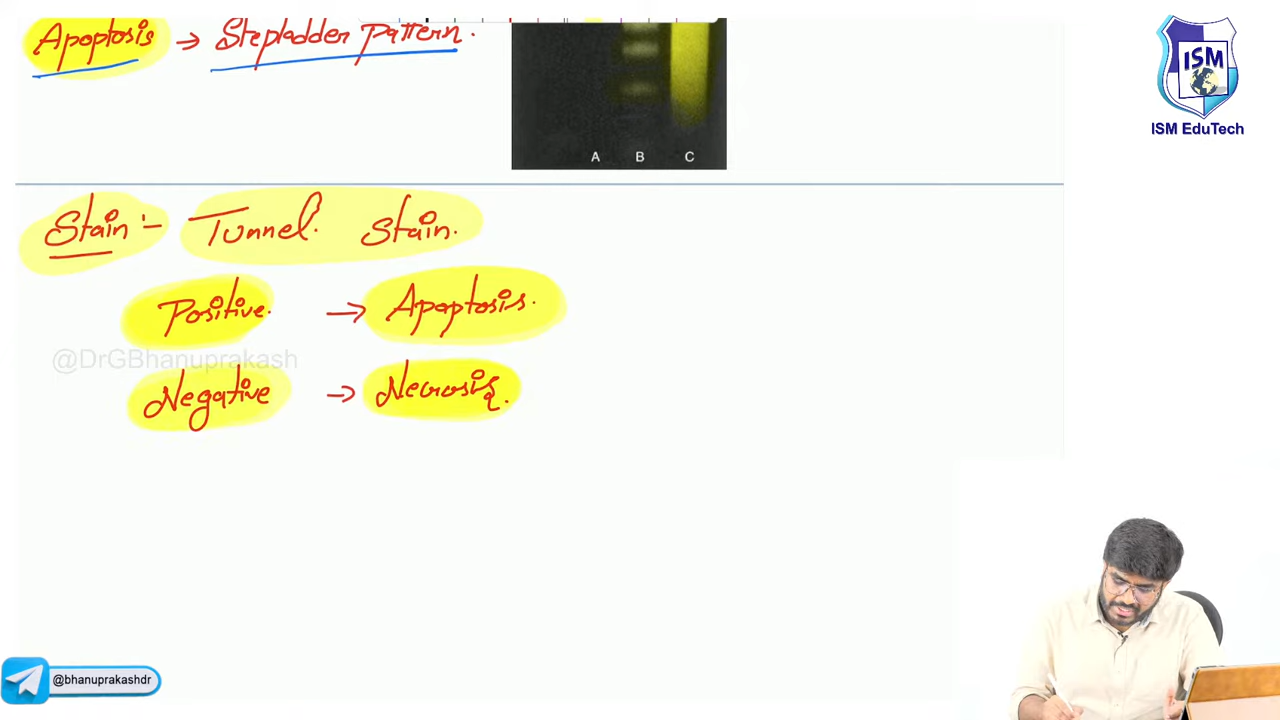 Apoptosis → Stepladder pattern.
ISM
ISM EduTech
A B C
Stain :- Tunnel Stain.
Positive. → Apoptosis.
@DrGBhanuprakash
Negative → Necrosis.
@bhanuprakashdr